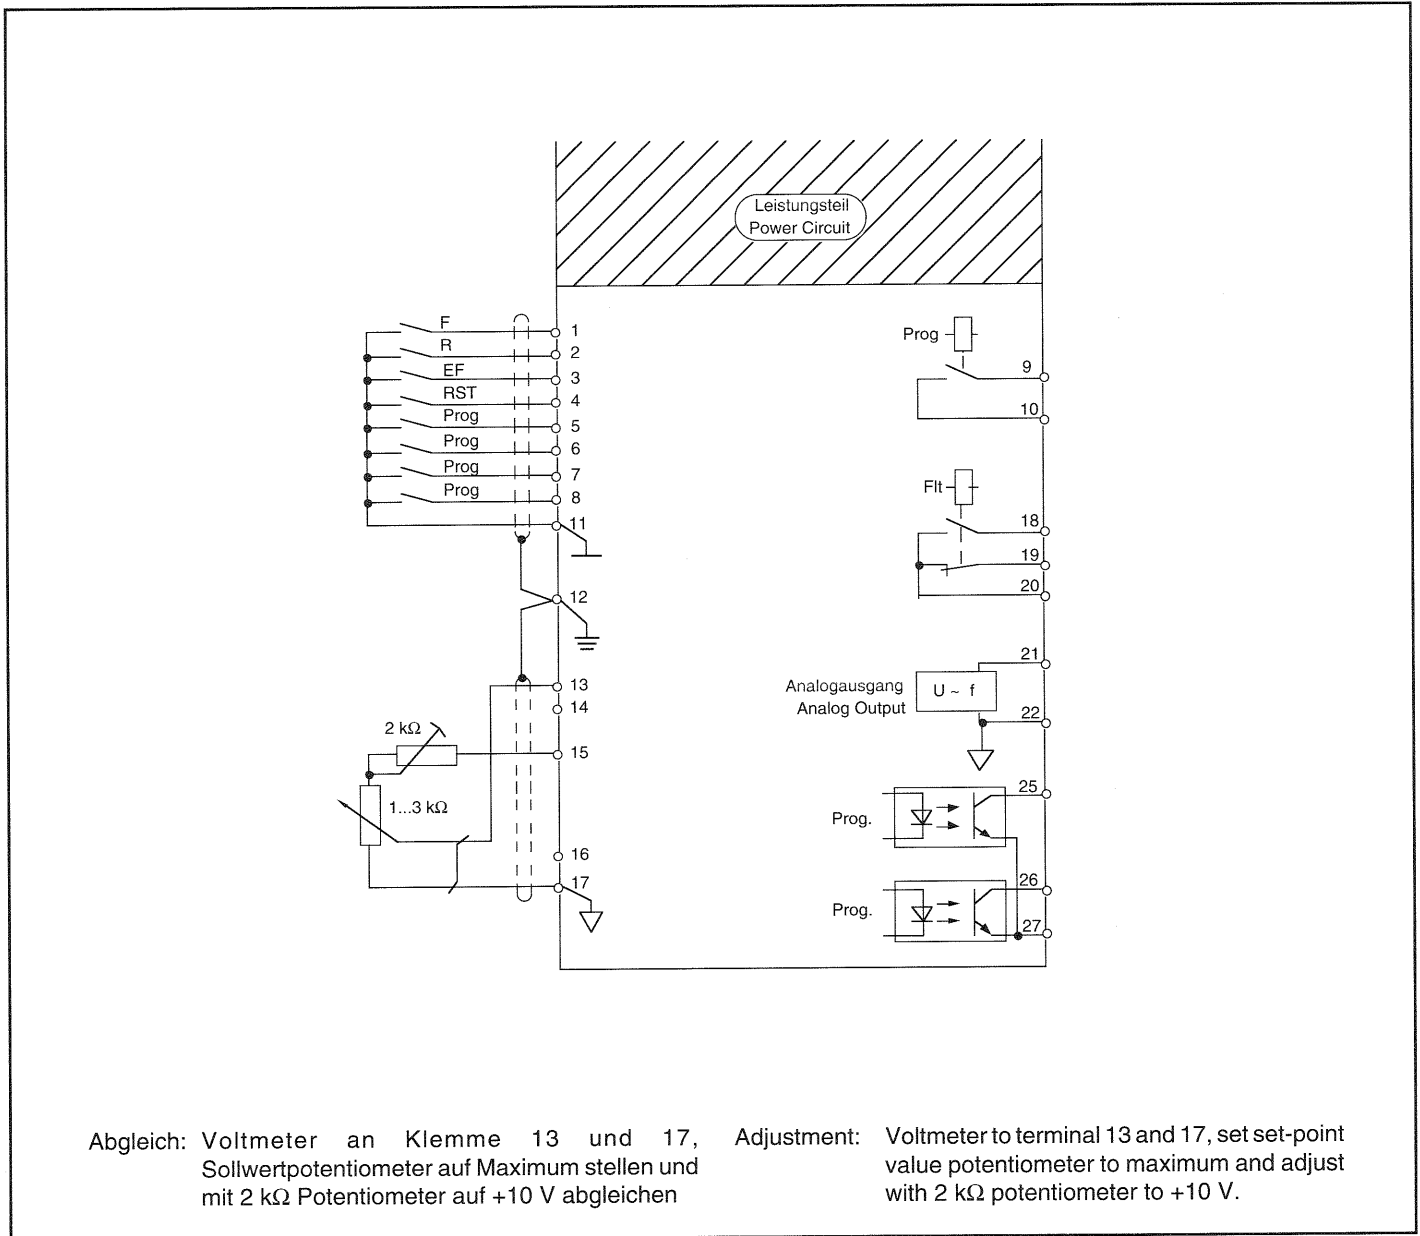 Leistungsteil
Power Circuit
F
1
R
2
EF
3
RST
4
Prog
5
Prog
6
Prog
7
Prog
8
11
12
13
14
2 kΩ
15
1...3 kΩ
16
17
Prog
9
10
Flt
18
19
20
21
Analogausgang
Analog Output
U ~ f
22
25
Prog.
26
Prog.
27
Abgleich: Voltmeter an Klemme 13 und 17,
Sollwertpotentiometer auf Maximum stellen und
mit 2 kΩ Potentiometer auf +10 V abgleichen
Adjustment: Voltmeter to terminal 13 and 17, set set-point
value potentiometer to maximum and adjust
with 2 kΩ potentiometer to +10 V.